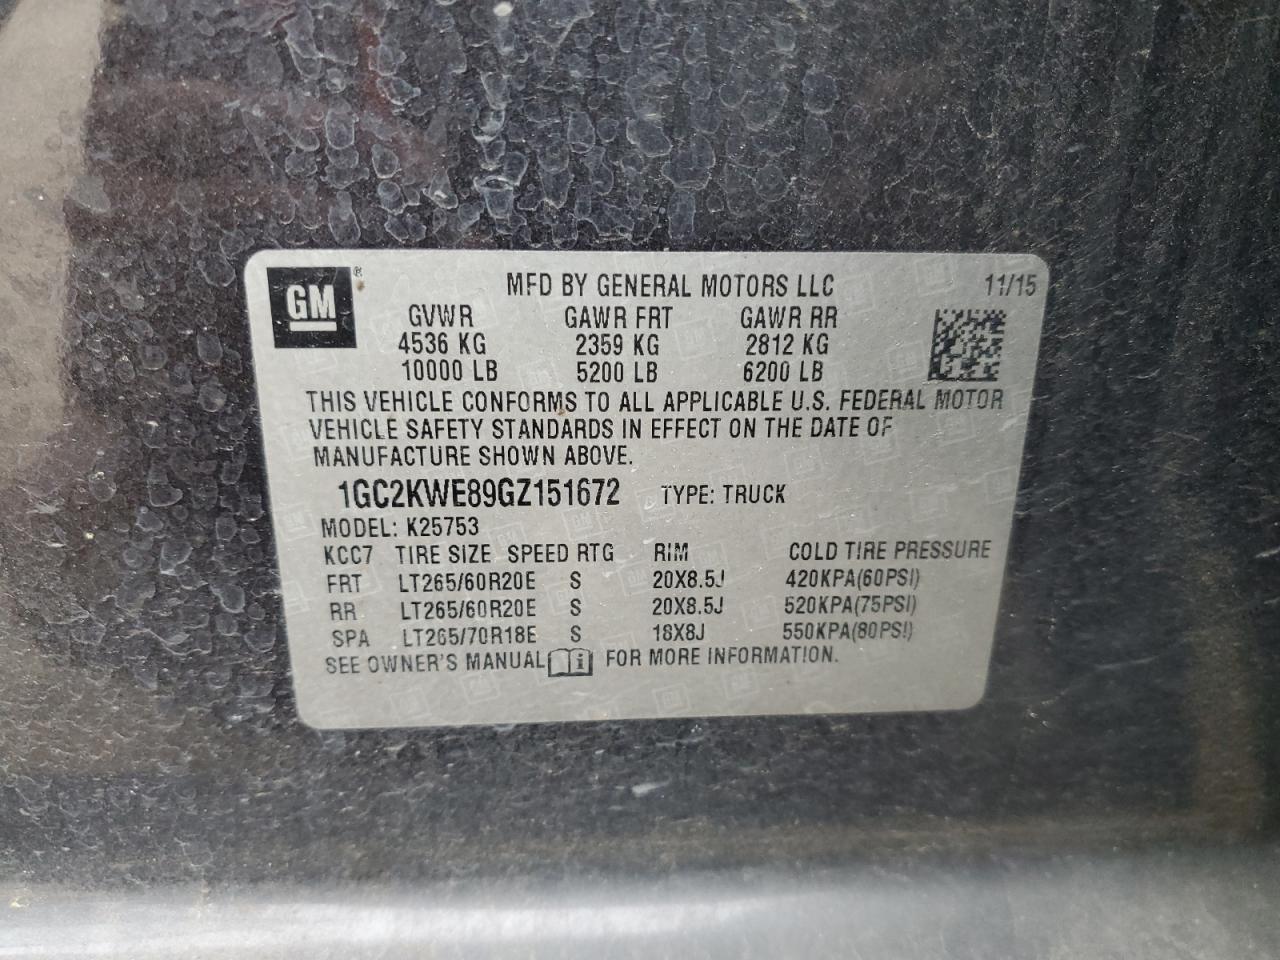 GM ®
MFD BY GENERAL MOTORS LLC 11/15
GVWR GAWR FRT GAWR RR
4536 KG 2359 KG 2812 KG
10000 LB 5200 LB 6200 LB
THIS VEHICLE CONFORMS TO ALL APPLICABLE U.S. FEDERAL MOTOR
VEHICLE SAFETY STANDARDS IN EFFECT ON THE DATE OF
MANUFACTURE SHOWN ABOVE.
1GC2KWE89GZ151672 TYPE: TRUCK
MODEL: K25753
KCC7 TIRE SIZE SPEED RTG RIM COLD TIRE PRESSURE
FRT LT265/60R20E S 20X8.5J 420KPA(60PSI)
RR LT265/60R20E S 20X8.5J 520KPA(75PSI)
SPA LT265/70R18E S 18X8J 550KPA(80PSI)
SEE OWNER'S MANUAL FOR MORE INFORMATION.